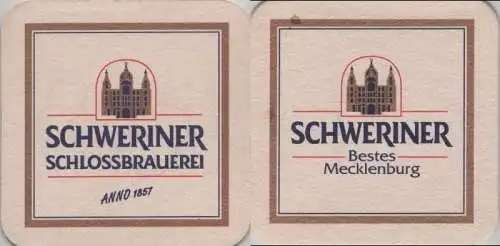 SCHWERINER
SCHLOSSBRAUEREI
ANNO 1857
SCHWERINER
Bestes
Mecklenburg